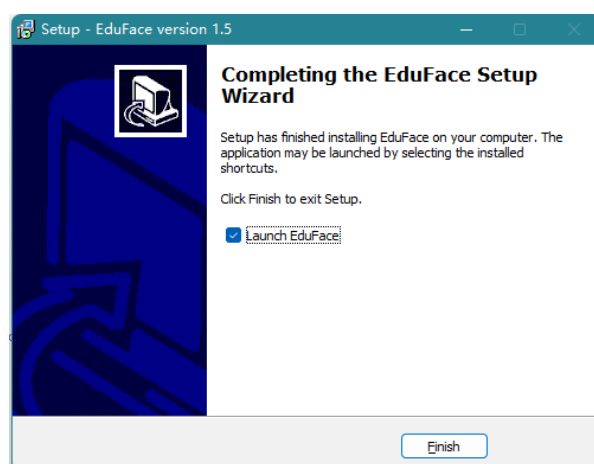 Setup - EduFace version 1.5
Completing the EduFace Setup
Wizard
Setup has finished installing EduFace on your computer. The
application may be launched by selecting the installed
shortcuts.
Click Finish to exit Setup.
Launch EduFace
Finish